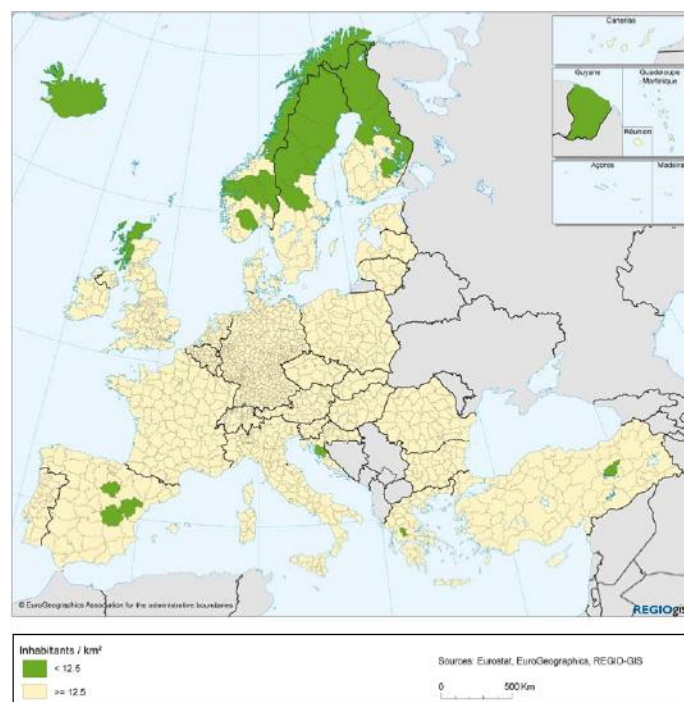 Canarias
Guyane
Guadeloupe
Martinique
Réunion
Açores
Madeira
© EuroGeographics Association for the administrative boundaries
REGIOgis
Inhabitants / km²
< 12.5
>= 12.5
Sources: Eurostat, EuroGeographica, REGIO-GIS
0 500 Km